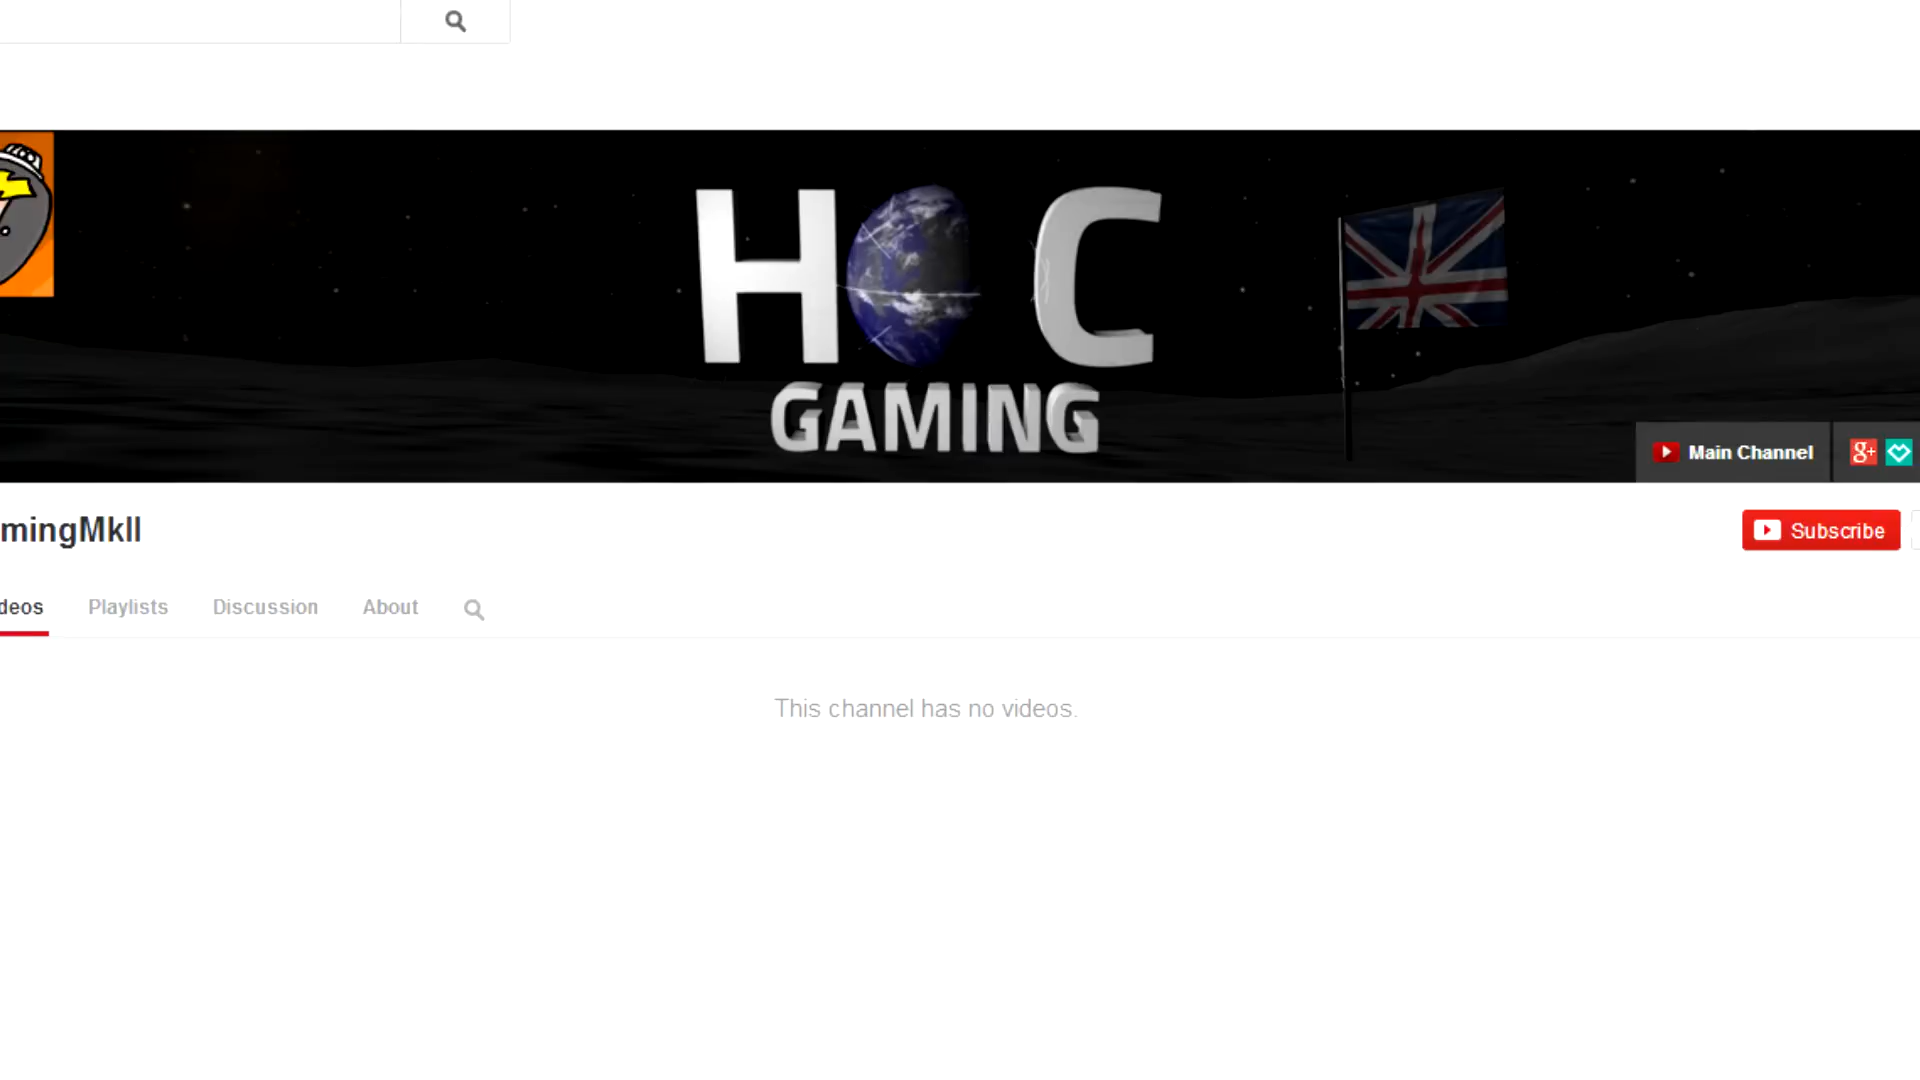 H C
GAMING
Main Channel
g+
mingMkII
Subscribe
deos
Playlists
Discussion
About
This channel has no videos.